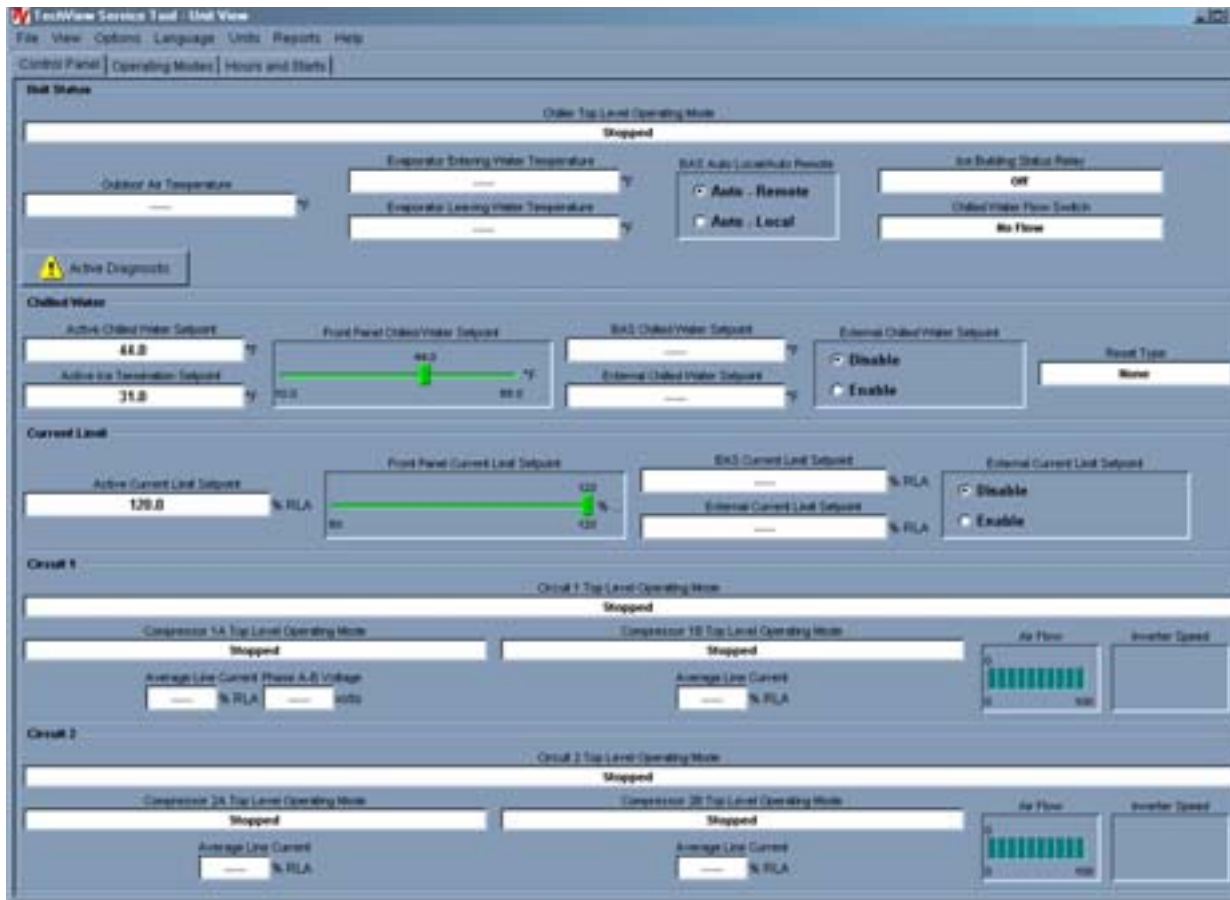 TechView Service Tool - Unit View
File View Options Language Units Reports Help
Control Panel Operating Modes Hours and Starts
Unit Status
Chiller Top Level Operating Mode
Stopped
Outdoor Air Temperature
----- °F
Evaporator Entering Water Temperature
----- °F
Evaporator Leaving Water Temperature
----- °F
BAS Auto Local/Auto Remote
Auto - Remote
Auto - Local
Ice Building Status Relay
Off
Chilled Water Flow Switch
No Flow
Active Diagnostic
Chilled Water
Active Chilled Water Setpoint
44.0 °F
Active Ice Termination Setpoint
31.0 °F
Front Panel Chilled Water Setpoint
44.0
°F
BAS Chilled Water Setpoint
----- °F
External Chilled Water Setpoint
----- °F
External Chilled Water Setpoint
Disable
Enable
Reset Type
None
Current Limit
Active Current Limit Setpoint
120.0 % RLA
Front Panel Current Limit Setpoint
120
%
60 120
BAS Current Limit Setpoint
----- % RLA
External Current Limit Setpoint
----- % RLA
External Current Limit Setpoint
Disable
Enable
Circuit 1
Circuit 1 Top Level Operating Mode
Stopped
Compressor 1A Top Level Operating Mode
Stopped
Average Line Current Phase A-B Voltage
----- % RLA ----- volts
Compressor 1B Top Level Operating Mode
Stopped
Average Line Current
----- % RLA
Air Flow
0
0 100
Inverter Speed
Circuit 2
Circuit 2 Top Level Operating Mode
Stopped
Compressor 2A Top Level Operating Mode
Stopped
Average Line Current
----- % RLA
Compressor 2B Top Level Operating Mode
Stopped
Average Line Current
----- % RLA
Air Flow
0
0 100
Inverter Speed